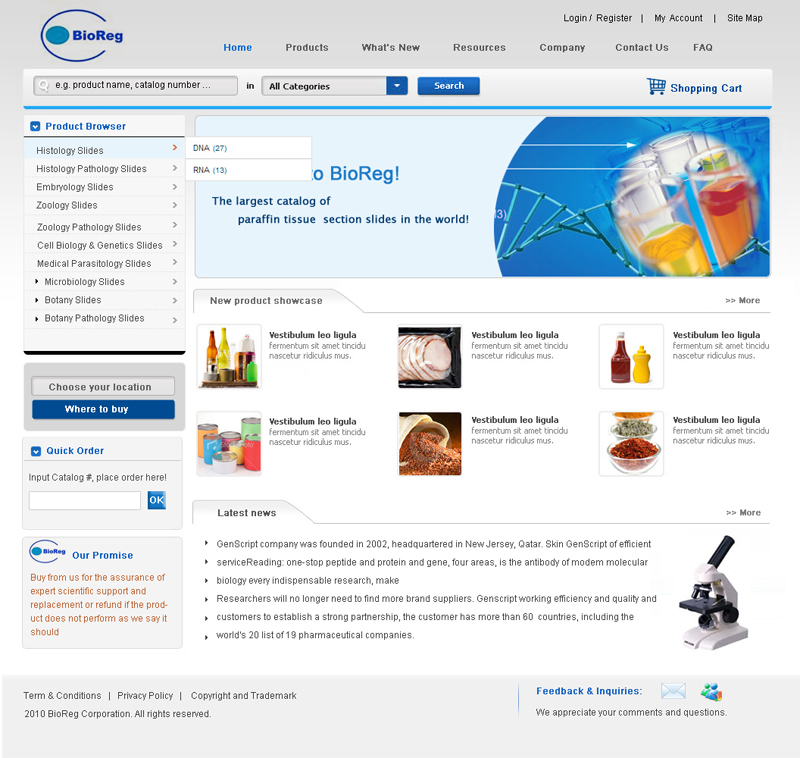 BioReg
Login / Register | My Account | Site Map
Home Products What's New Resources Company Contact Us FAQ
e.g. product name, catalog number ... in All Categories Search Shopping Cart
Product Browser
Histology Slides
Histology Pathology Slides
Embryology Slides
Zoology Slides
Zoology Pathology Slides
Cell Biology & Genetics Slides
Medical Parasitology Slides
Microbiology Slides
Botany Slides
Botany Pathology Slides
DNA (27)
RNA (13)
to BioReg!
The largest catalog of
paraffin tissue section slides in the world!
3)
Choose your location
Where to buy
Quick Order
Input Catalog #, place order here!
OK
BioReg Our Promise
Buy from us for the assurance of
expert scientific support and
replacement or refund if the prod-
uct does not perform as we say it
should
New product showcase >> More
Vestibulum leo ligula
fermentum sit amet tincidu
nascetur ridiculus mus.
Vestibulum leo ligula
fermentum sit amet tincidu
nascetur ridiculus mus.
Vestibulum leo ligula
fermentum sit amet tincidu
nascetur ridiculus mus.
Vestibulum leo ligula
fermentum sit amet tincidu
nascetur ridiculus mus.
Vestibulum leo ligula
fermentum sit amet tincidu
nascetur ridiculus mus.
Vestibulum leo ligula
fermentum sit amet tincidu
nascetur ridiculus mus.
Latest news >> More
GenScript company was founded in 2002, headquartered in New Jersey, Qatar. Skin GenScript of efficient
serviceReading: one-stop peptide and protein and gene, four areas, is the antibody of modern molecular
biology every indispensable research, make
Researchers will no longer need to find more brand suppliers. Genscript working efficiency and quality and
customers to establish a strong partnership, the customer has more than 60 countries, including the
world's 20 list of 19 pharmaceutical companies.
Term & Conditions | Privacy Policy | Copyright and Trademark
2010 BioReg Corporation. All rights reserved.
Feedback & Inquiries:
We appreciate your comments and questions.